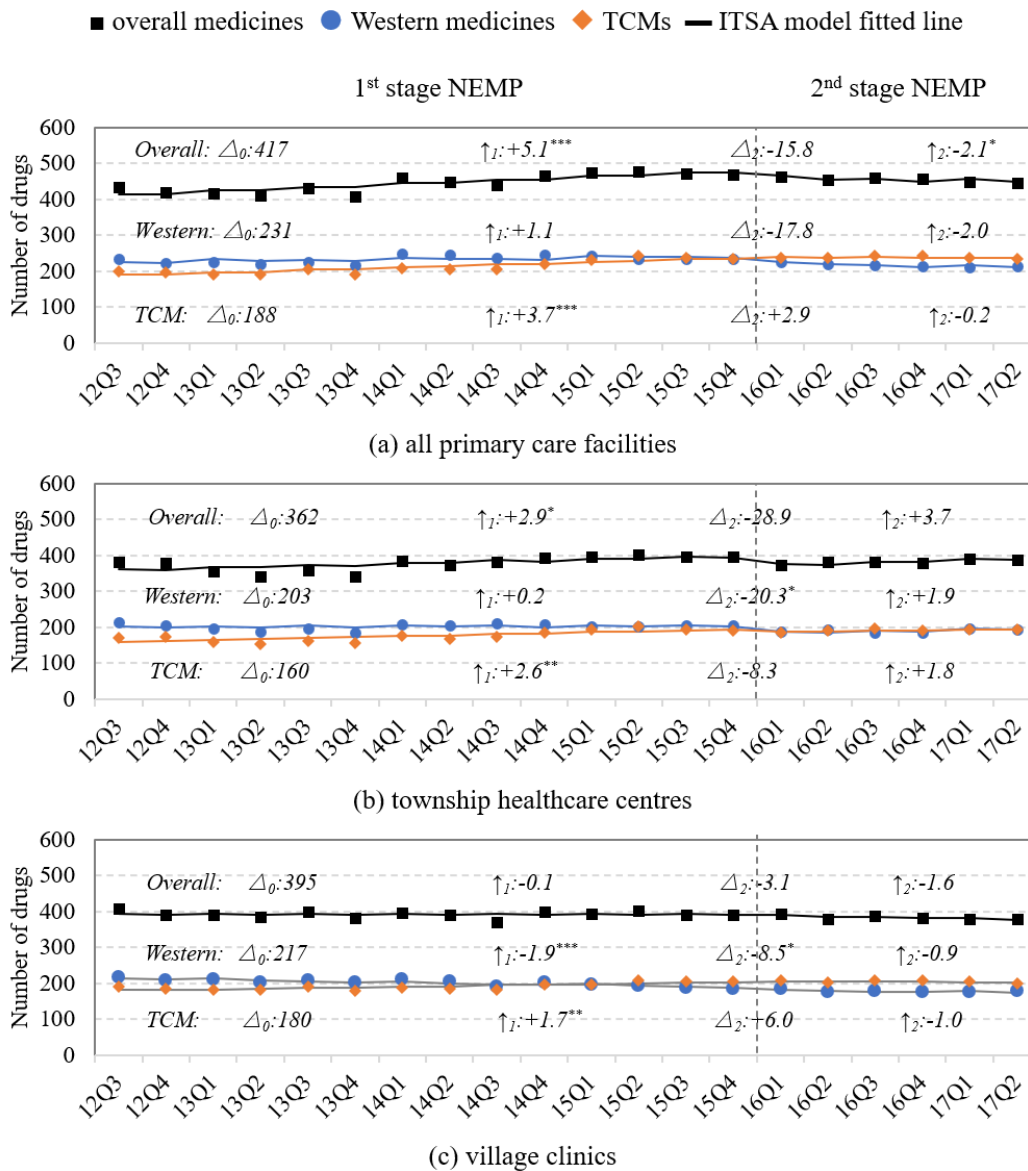 overall medicines Western medicines TCMs ITSA model fitted line
1st stage NEMP 2nd stage NEMP
Number of drugs
600
500
400
300
200
100
0
Overall: △0:417 ↑1:+5.1*** △2:-15.8 ↑2:-2.1*
Western: △0:231 ↑1:+1.1 △2:-17.8 ↑2:-2.0
TCM: △0:188 ↑1:+3.7*** △2:+2.9 ↑2:-0.2
12Q3 12Q4 13Q1 13Q2 13Q3 13Q4 14Q1 14Q2 14Q3 14Q4 15Q1 15Q2 15Q3 15Q4 16Q1 16Q2 16Q3 16Q4 17Q1 17Q2
(a) all primary care facilities
Number of drugs
600
500
400
300
200
100
0
Overall: △0:362 ↑1:+2.9* △2:-28.9 ↑2:+3.7
Western: △0:203 ↑1:+0.2 △2:-20.3* ↑2:+1.9
TCM: △0:160 ↑1:+2.6** △2:-8.3 ↑2:+1.8
12Q3 12Q4 13Q1 13Q2 13Q3 13Q4 14Q1 14Q2 14Q3 14Q4 15Q1 15Q2 15Q3 15Q4 16Q1 16Q2 16Q3 16Q4 17Q1 17Q2
(b) township healthcare centres
Number of drugs
600
500
400
300
200
100
0
Overall: △0:395 ↑1:-0.1 △2:-3.1 ↑2:-1.6
Western: △0:217 ↑1:-1.9*** △2:-8.5* ↑2:-0.9
TCM: △0:180 ↑1:+1.7** △2:+6.0 ↑2:-1.0
12Q3 12Q4 13Q1 13Q2 13Q3 13Q4 14Q1 14Q2 14Q3 14Q4 15Q1 15Q2 15Q3 15Q4 16Q1 16Q2 16Q3 16Q4 17Q1 17Q2
(c) village clinics